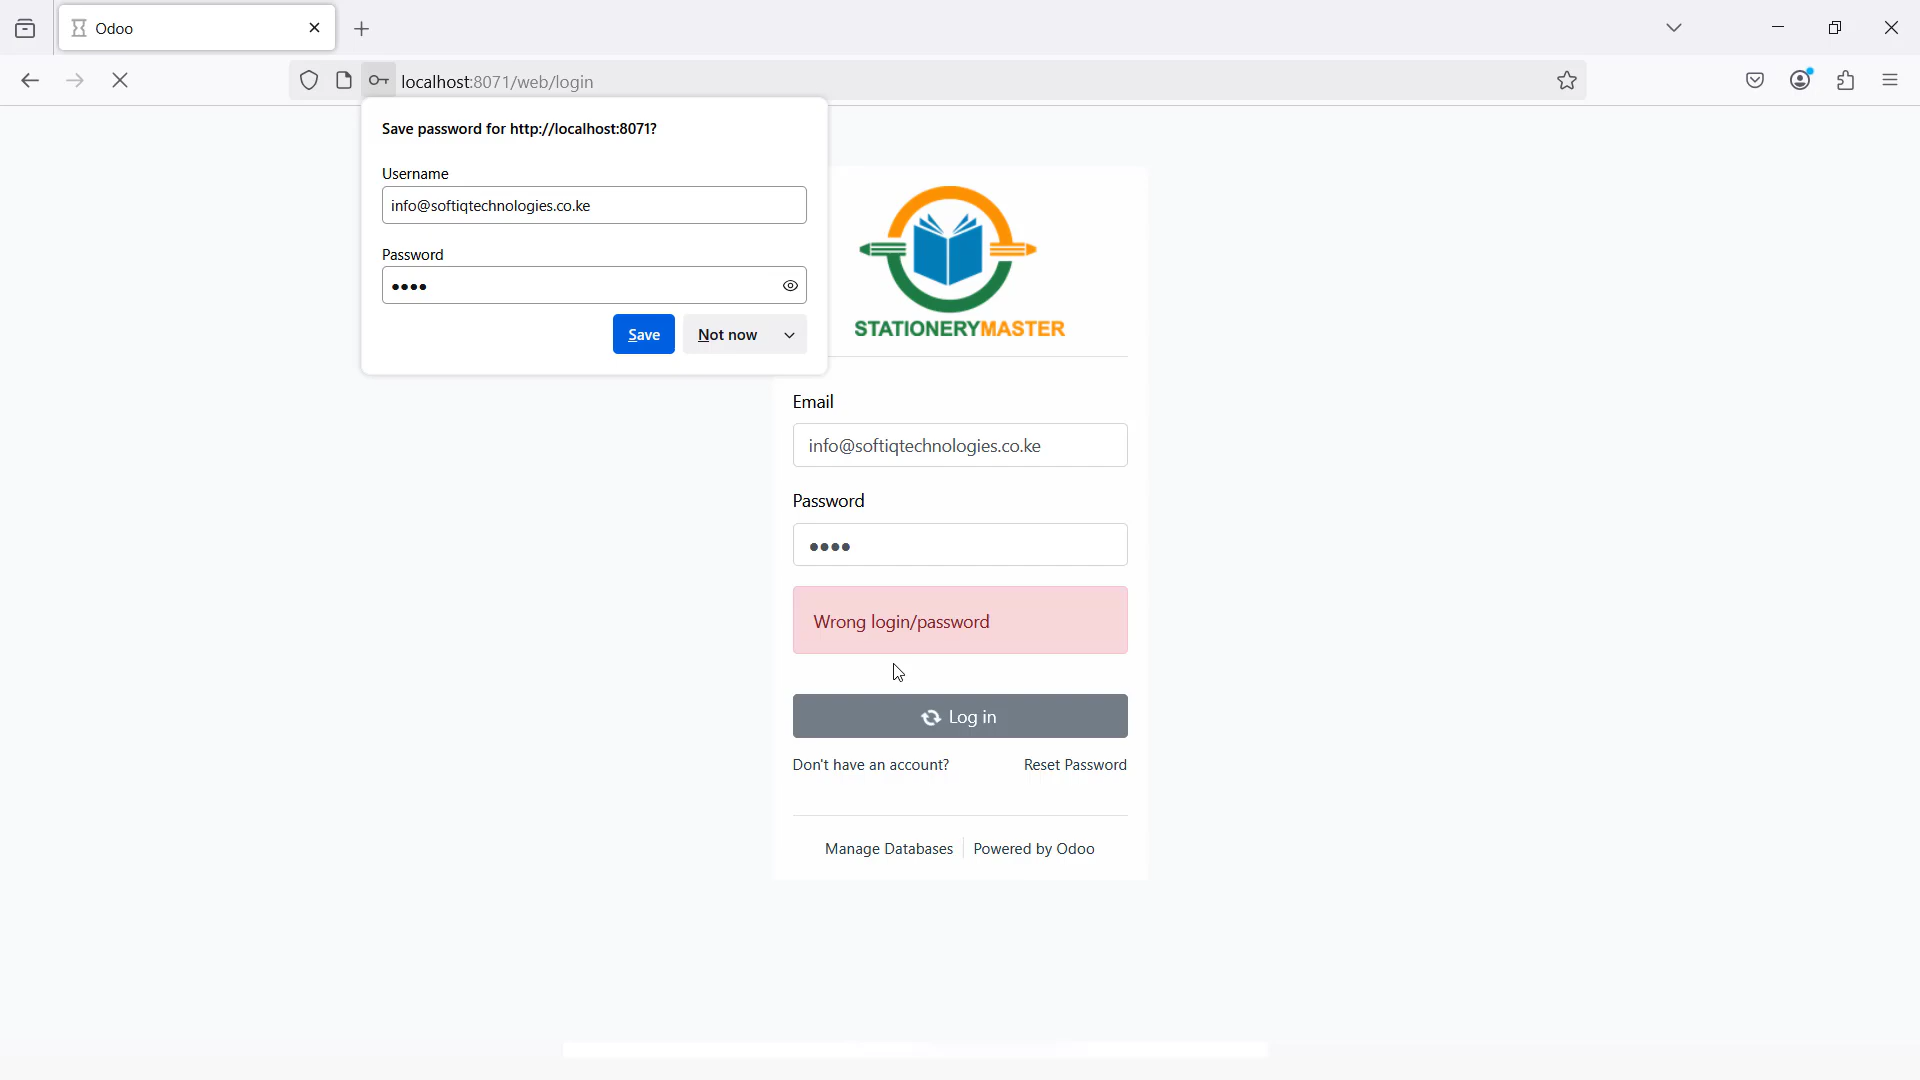 Odoo
localhost:8071/web/login
Save password for http://localhost:8071?
Username
info@softiqtechnologies.co.ke
Password
••••
Save
Not now
STATIONERYMASTER
Email
info@softiqtechnologies.co.ke
Password
••••
Wrong login/password
Log in
Don't have an account?
Reset Password
Manage Databases
Powered by Odoo